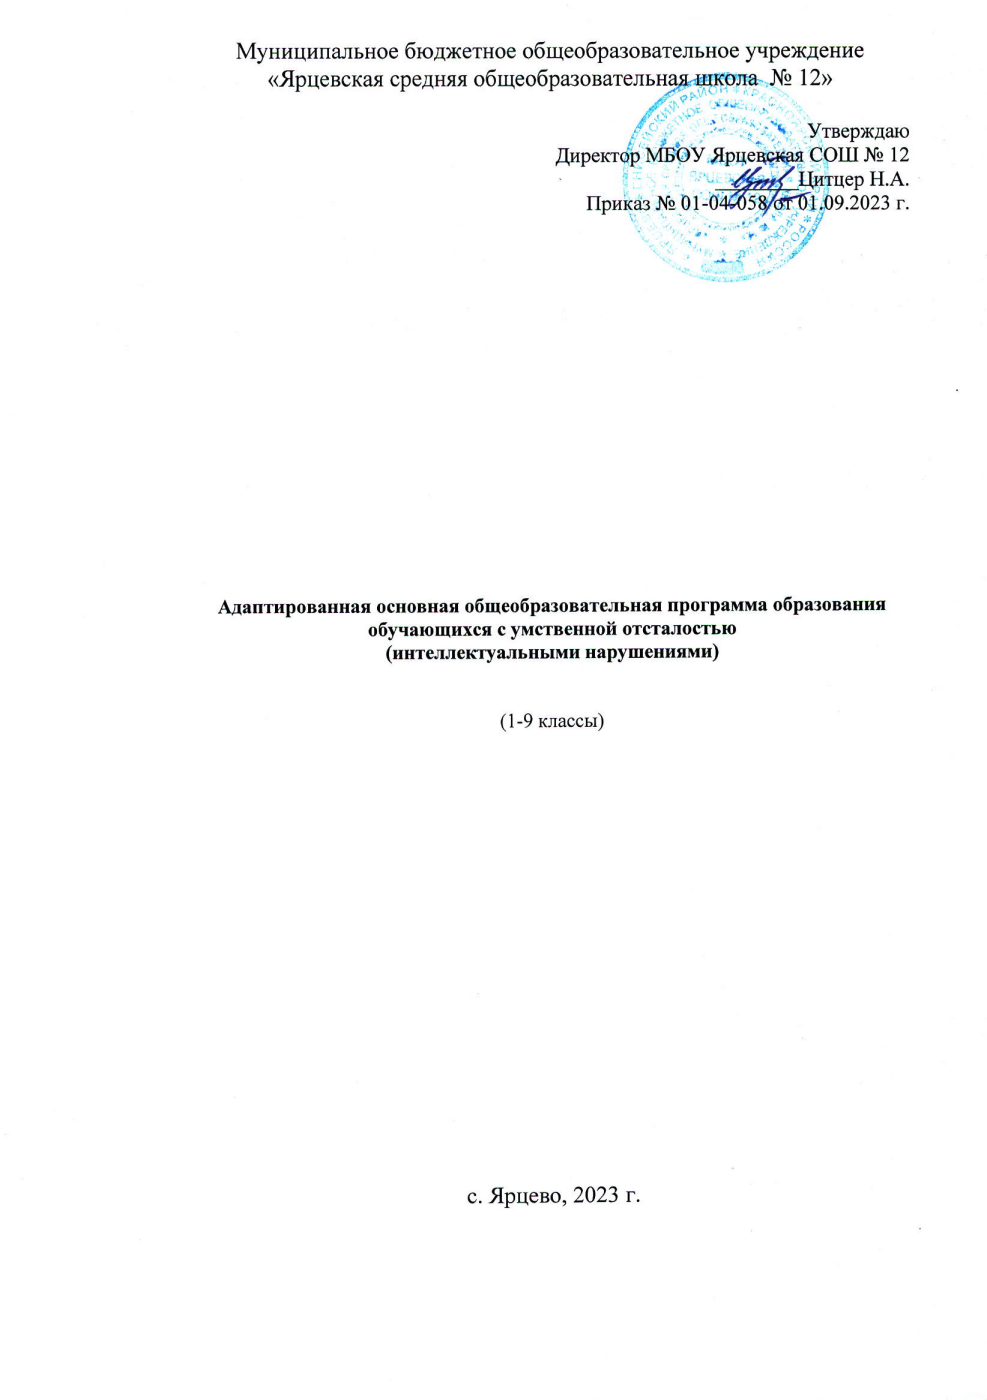 Муниципальное бюджетное общеобразовательное учреждение
«Ярцевская средняя общеобразовательная школа № 12»
Утверждаю
Директор МБОУ Ярцевская СОШ № 12
Цитцер Н.А.
Приказ № 01-04-058 от 01.09.2023 г.
Адаптированная основная общеобразовательная программа образования
обучающихся с умственной отсталостью
(интеллектуальными нарушениями)
(1-9 классы)
с. Ярцево, 2023 г.